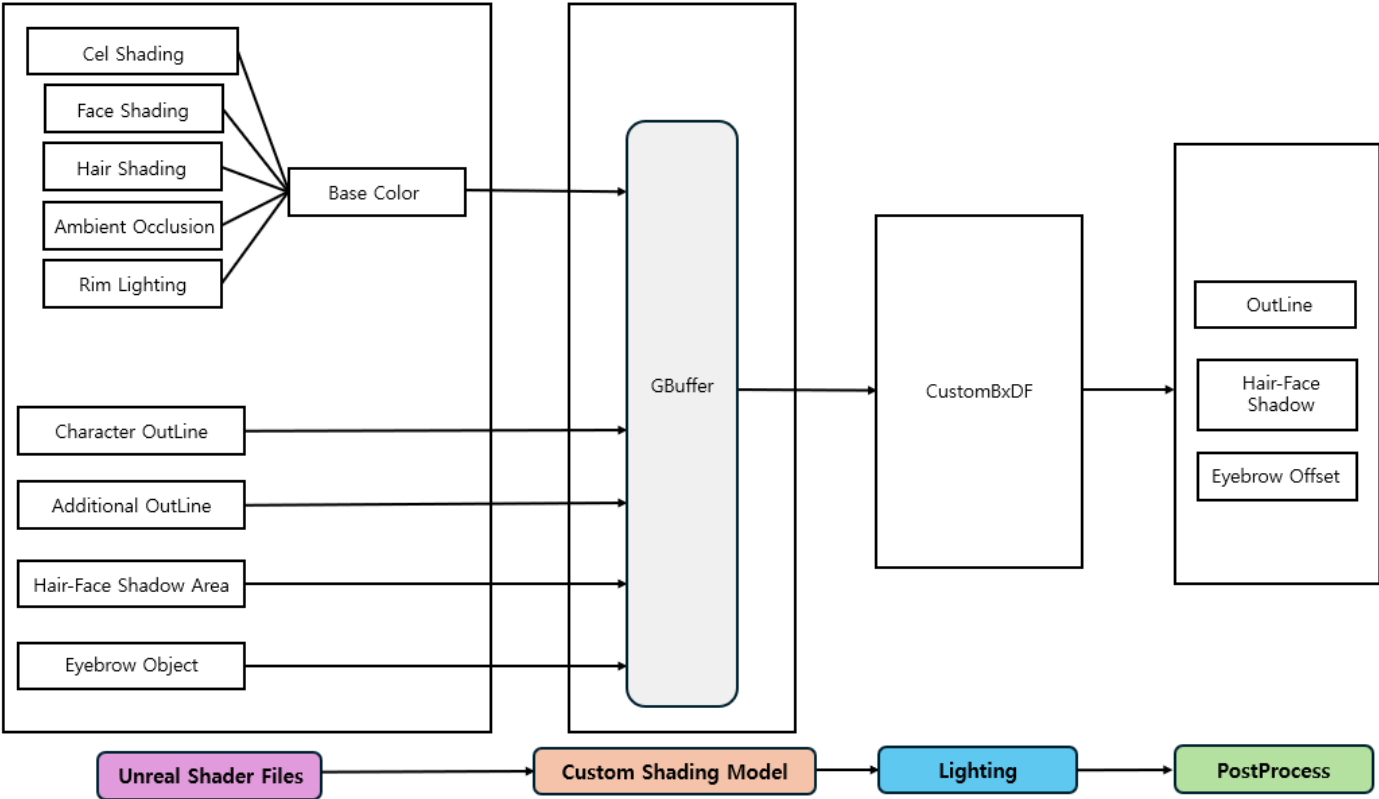 Cel Shading
Face Shading
Hair Shading
Ambient Occlusion
Rim Lighting
Base Color
Character OutLine
Additional OutLine
Hair-Face Shadow Area
Eyebrow Object
GBuffer
CustomBxDF
OutLine
Hair-Face
Shadow
Eyebrow Offset
Unreal Shader Files
Custom Shading Model
Lighting
PostProcess